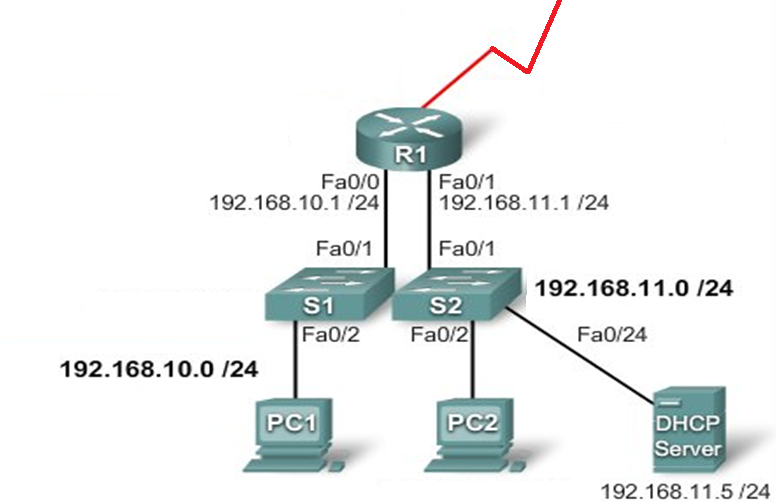 R1
Fa0/0
Fa0/1
192.168.10.1 /24
192.168.11.1 /24
Fa0/1
Fa0/1
192.168.11.0 /24
S1
S2
Fa0/2
Fa0/2
Fa0/24
192.168.10.0 /24
PC1
PC2
DHCP
Server
192.168.11.5 /24